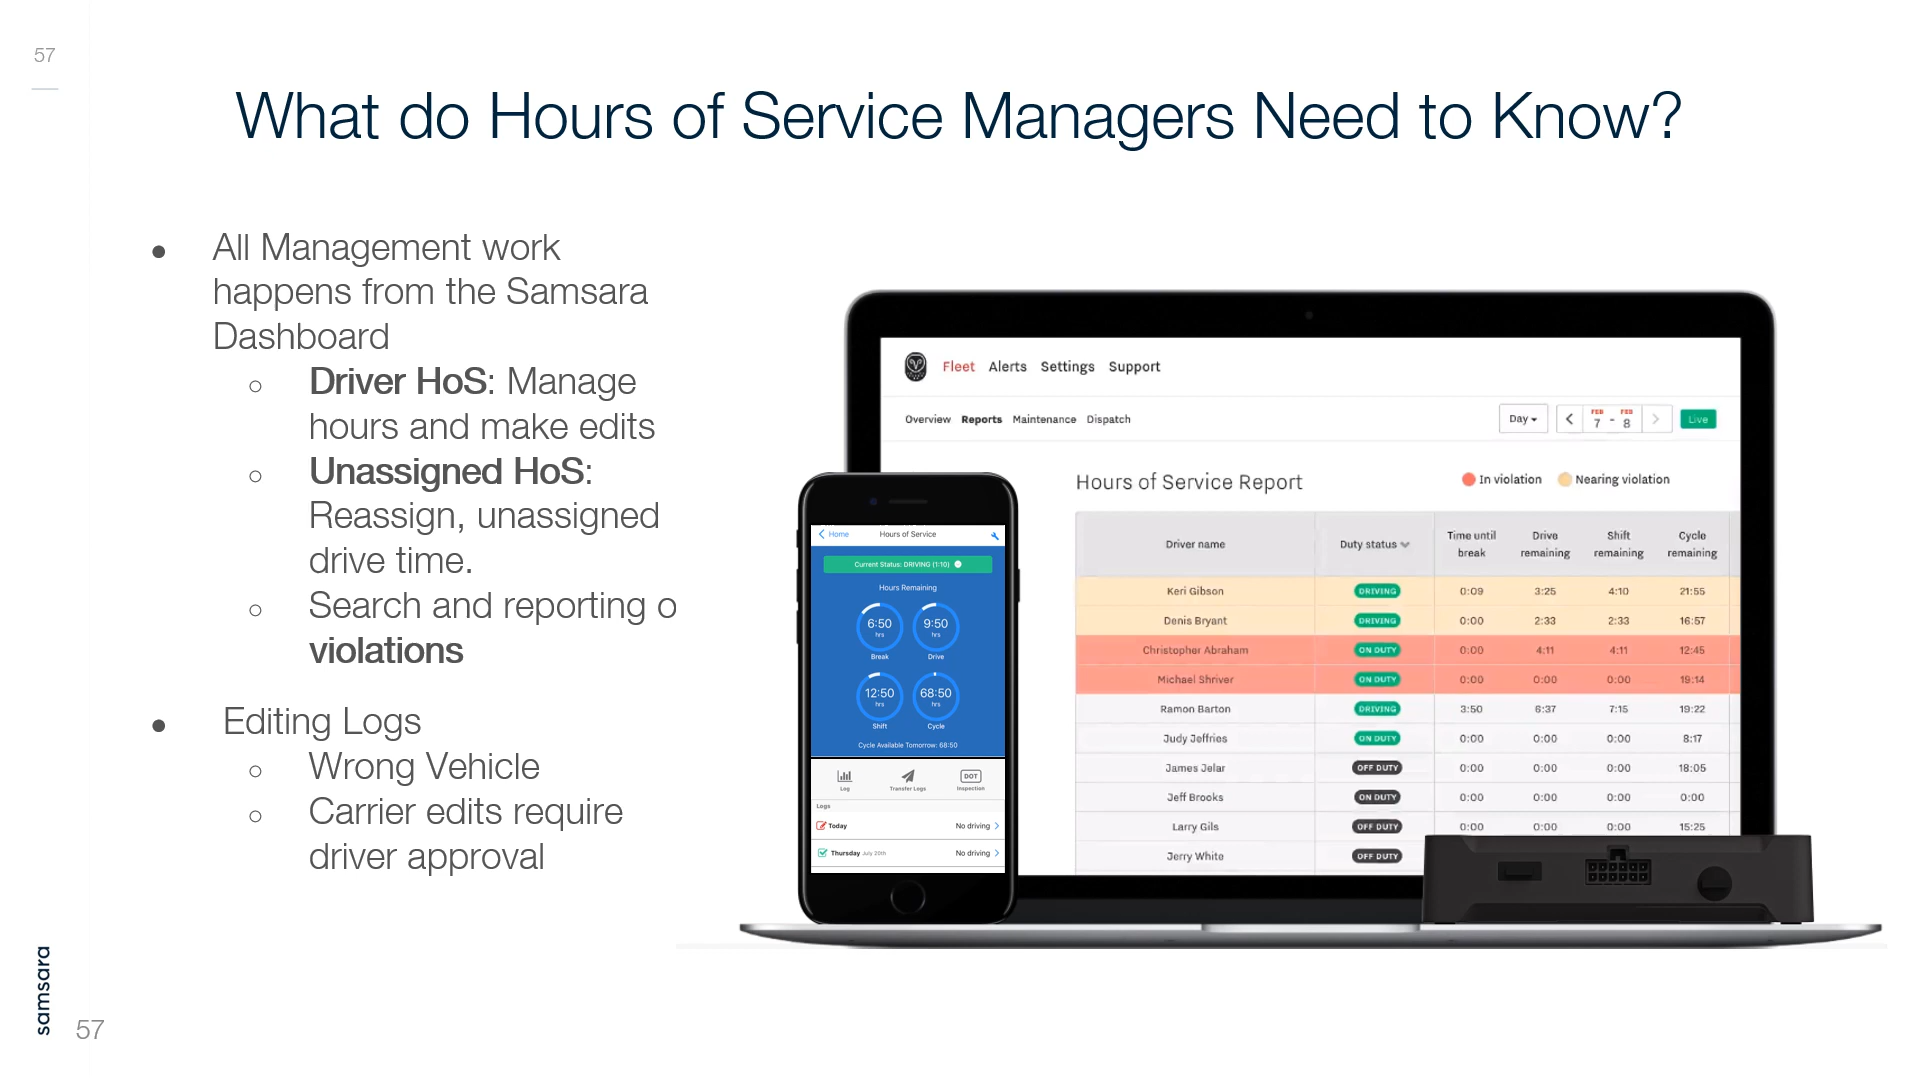 57
What do Hours of Service Managers Need to Know?
● All Management work
happens from the Samsara
Dashboard
○ Driver HoS: Manage
hours and make edits
○ Unassigned HoS:
Reassign, unassigned
drive time.
○ Search and reporting o
violations
● Editing Logs
○ Wrong Vehicle
○ Carrier edits require
driver approval
Home Hours of Service
Current Status: DRIVING (1:10)
Hours Remaining
6:50 hrs Break
9:50 hrs Drive
12:50 hrs Shift
68:50 hrs Cycle
Cycle Available Tomorrow: 68:50
Log Transfer Logs DOT Inspection
Logs
Today No driving
Thursday July 20th No driving
Fleet Alerts Settings Support
Overview Reports Maintenance Dispatch Day FEB 7 - FEB 8 Live
Hours of Service Report In violation Nearing violation
Driver name Duty status Time until break Drive remaining Shift remaining Cycle remaining
Keri Gibson DRIVING 0:09 3:25 4:10 21:55
Denis Bryant DRIVING 0:00 2:33 2:33 16:57
Christopher Abraham ON DUTY 0:00 4:11 4:11 12:45
Michael Shriver ON DUTY 0:00 0:00 0:00 19:14
Ramon Barton DRIVING 3:50 6:37 7:15 19:22
Judy Jeffries ON DUTY 0:00 0:00 0:00 8:17
James Jelar OFF DUTY 0:00 0:00 0:00 18:05
Jeff Brooks ON DUTY 0:00 0:00 0:00 0:00
Larry Gils OFF DUTY 0:00 0:00 0:00 15:25
Jerry White OFF DUTY
samsara
57